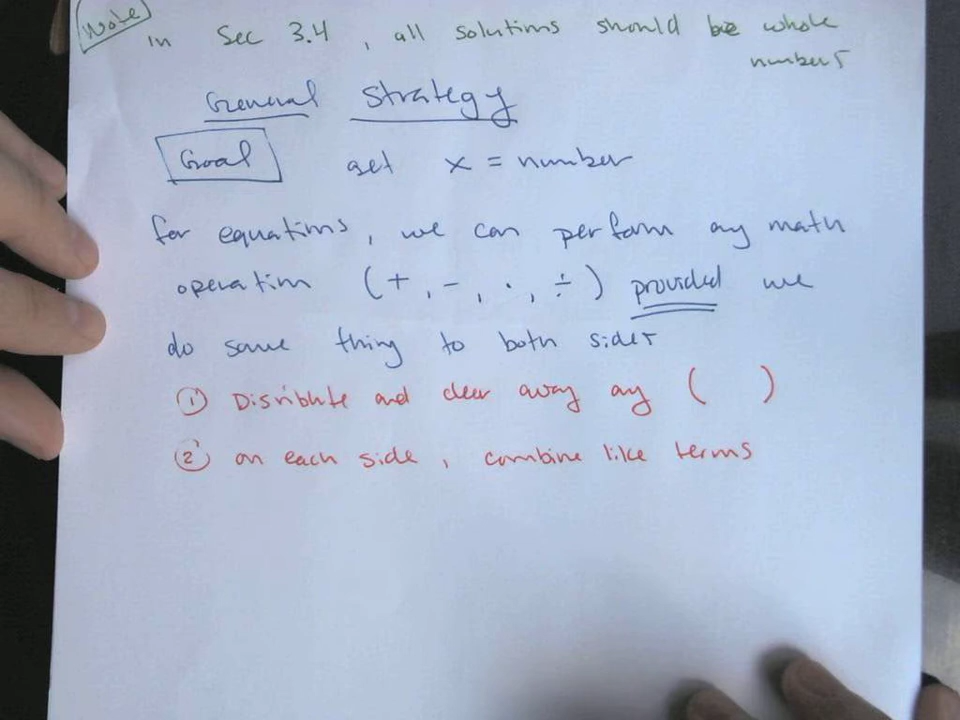 Note
in Sec 3.4, all solutions should be whole
numbers
General Strategy
Goal get x = number
for equations, we can perform any math
operation (+, -, ·, ÷) provided we
do same thing to both sides
① Disribute and clear away any ( )
② on each side, combine like terms